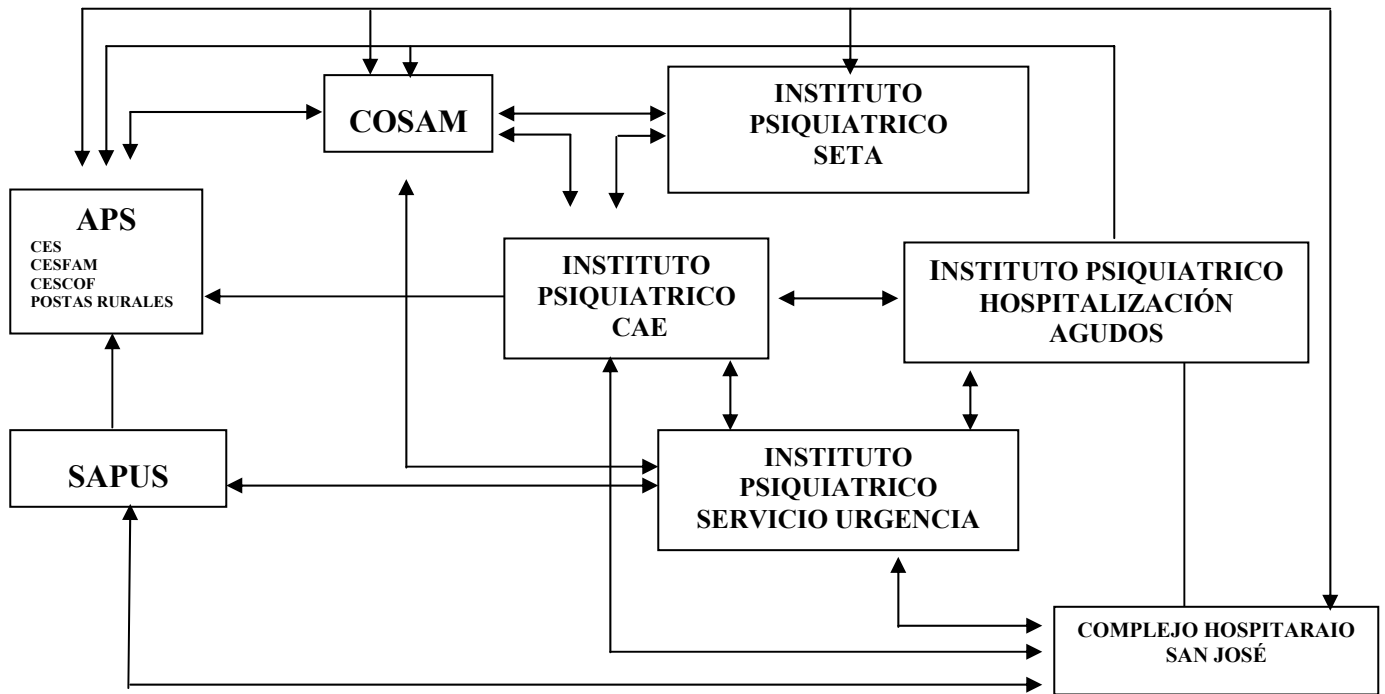 COSAM
INSTITUTO
PSIQUIATRICO
SETA
APS
CES
CESFAM
CESCOF
POSTAS RURALES
INSTITUTO
PSIQUIATRICO
CAE
INSTITUTO PSIQUIATRICO
HOSPITALIZACIÓN
AGUDOS
SAPUS
INSTITUTO
PSIQUIATRICO
SERVICIO URGENCIA
COMPLEJO HOSPITARAIO
SAN JOSÉ